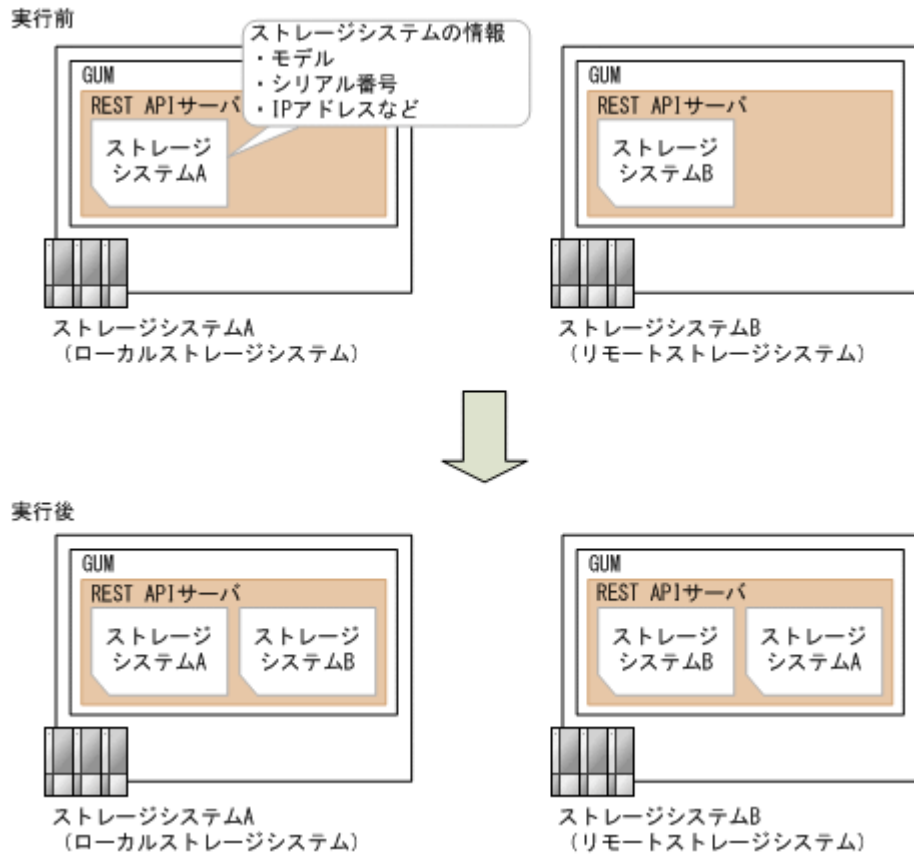 実行前
ストレージシステムの情報
・モデル
・シリアル番号
・IPアドレスなど
GUM
REST APIサーバ
ストレージ
システムA
ストレージシステムA
（ローカルストレージシステム）
GUM
REST APIサーバ
ストレージ
システムB
ストレージシステムB
（リモートストレージシステム）
実行後
GUM
REST APIサーバ
ストレージ
システムA
ストレージ
システムB
ストレージシステムA
（ローカルストレージシステム）
GUM
REST APIサーバ
ストレージ
システムB
ストレージ
システムA
ストレージシステムB
（リモートストレージシステム）